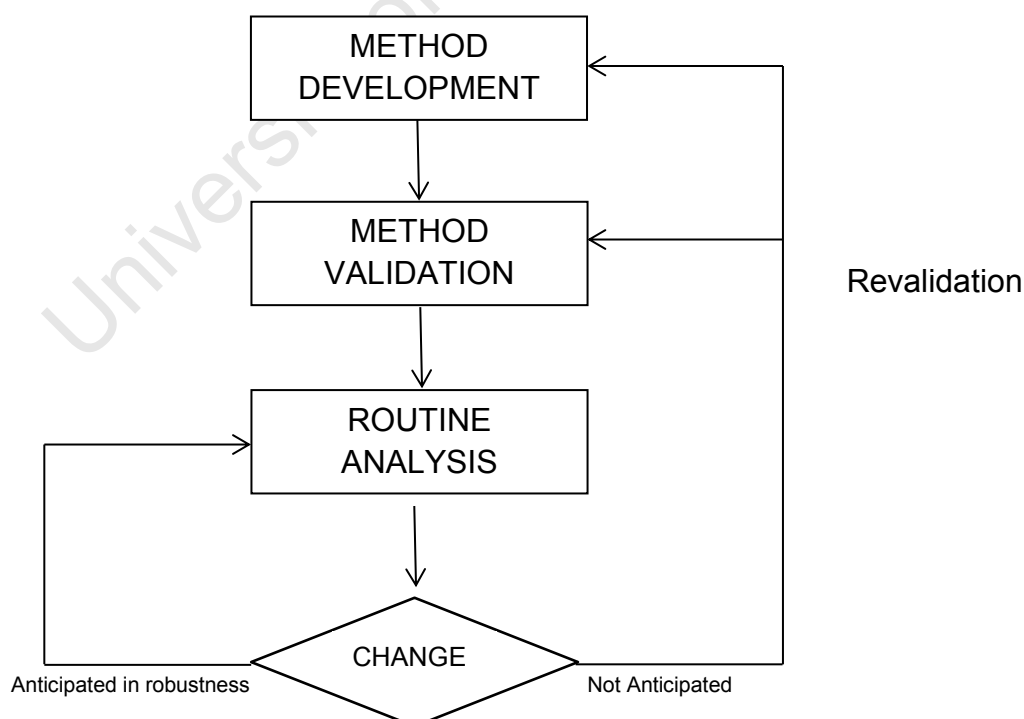 METHOD
DEVELOPMENT
METHOD
VALIDATION
Revalidation
ROUTINE
ANALYSIS
CHANGE
Anticipated in robustness
Not Anticipated